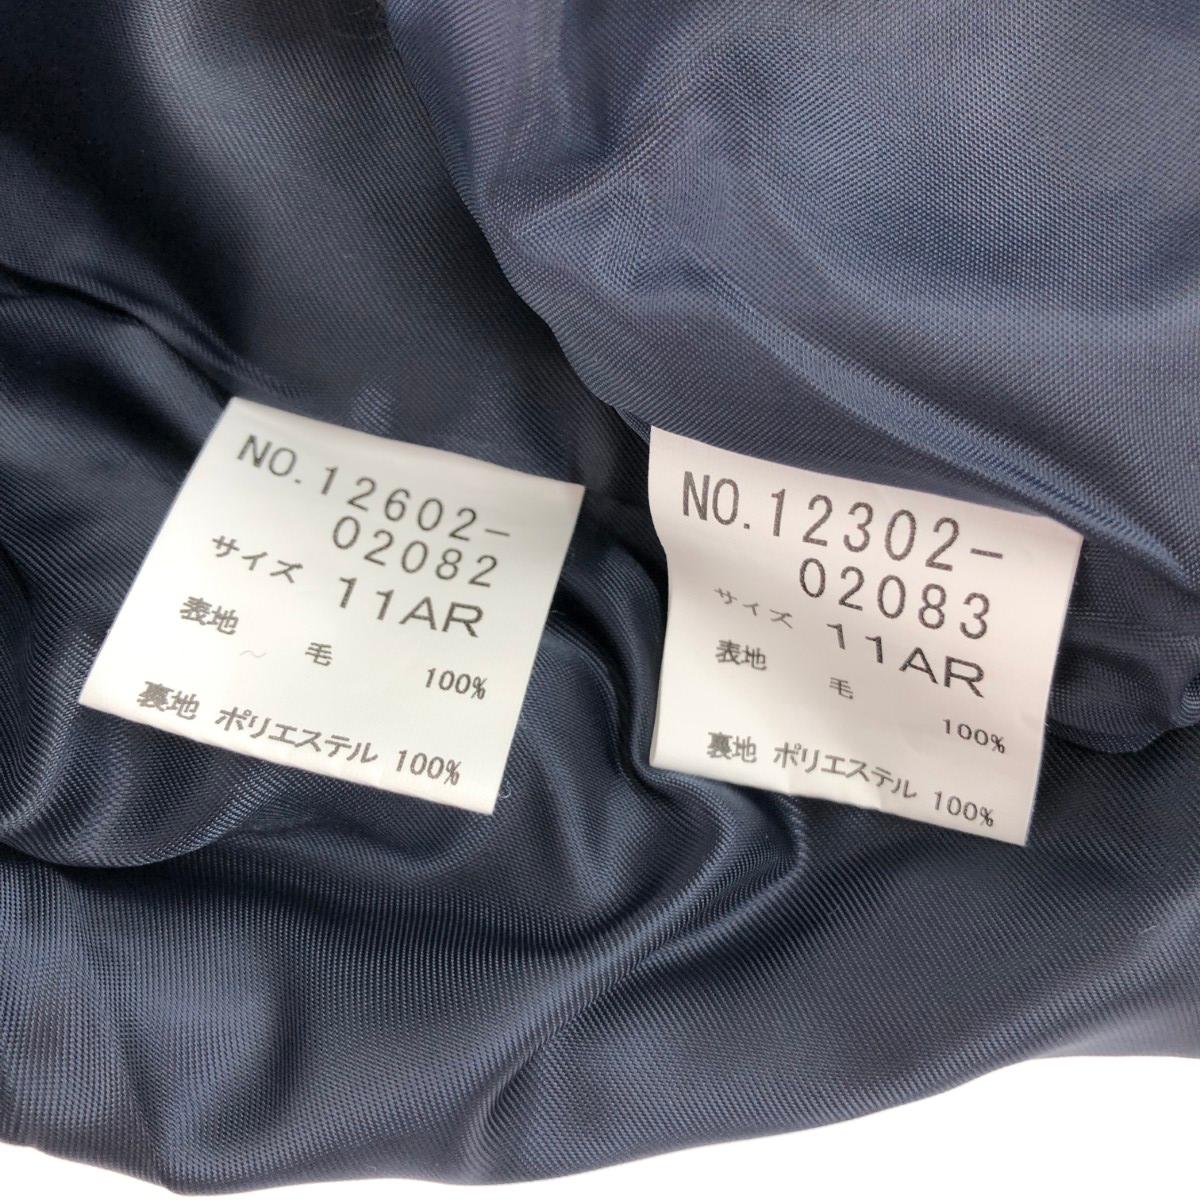 NO.12602-
02082
サイズ 11AR
表地 毛 100%
裏地 ポリエステル 100%
NO.12302-
02083
サイズ 11AR
表地 毛 100%
裏地 ポリエステル 100%